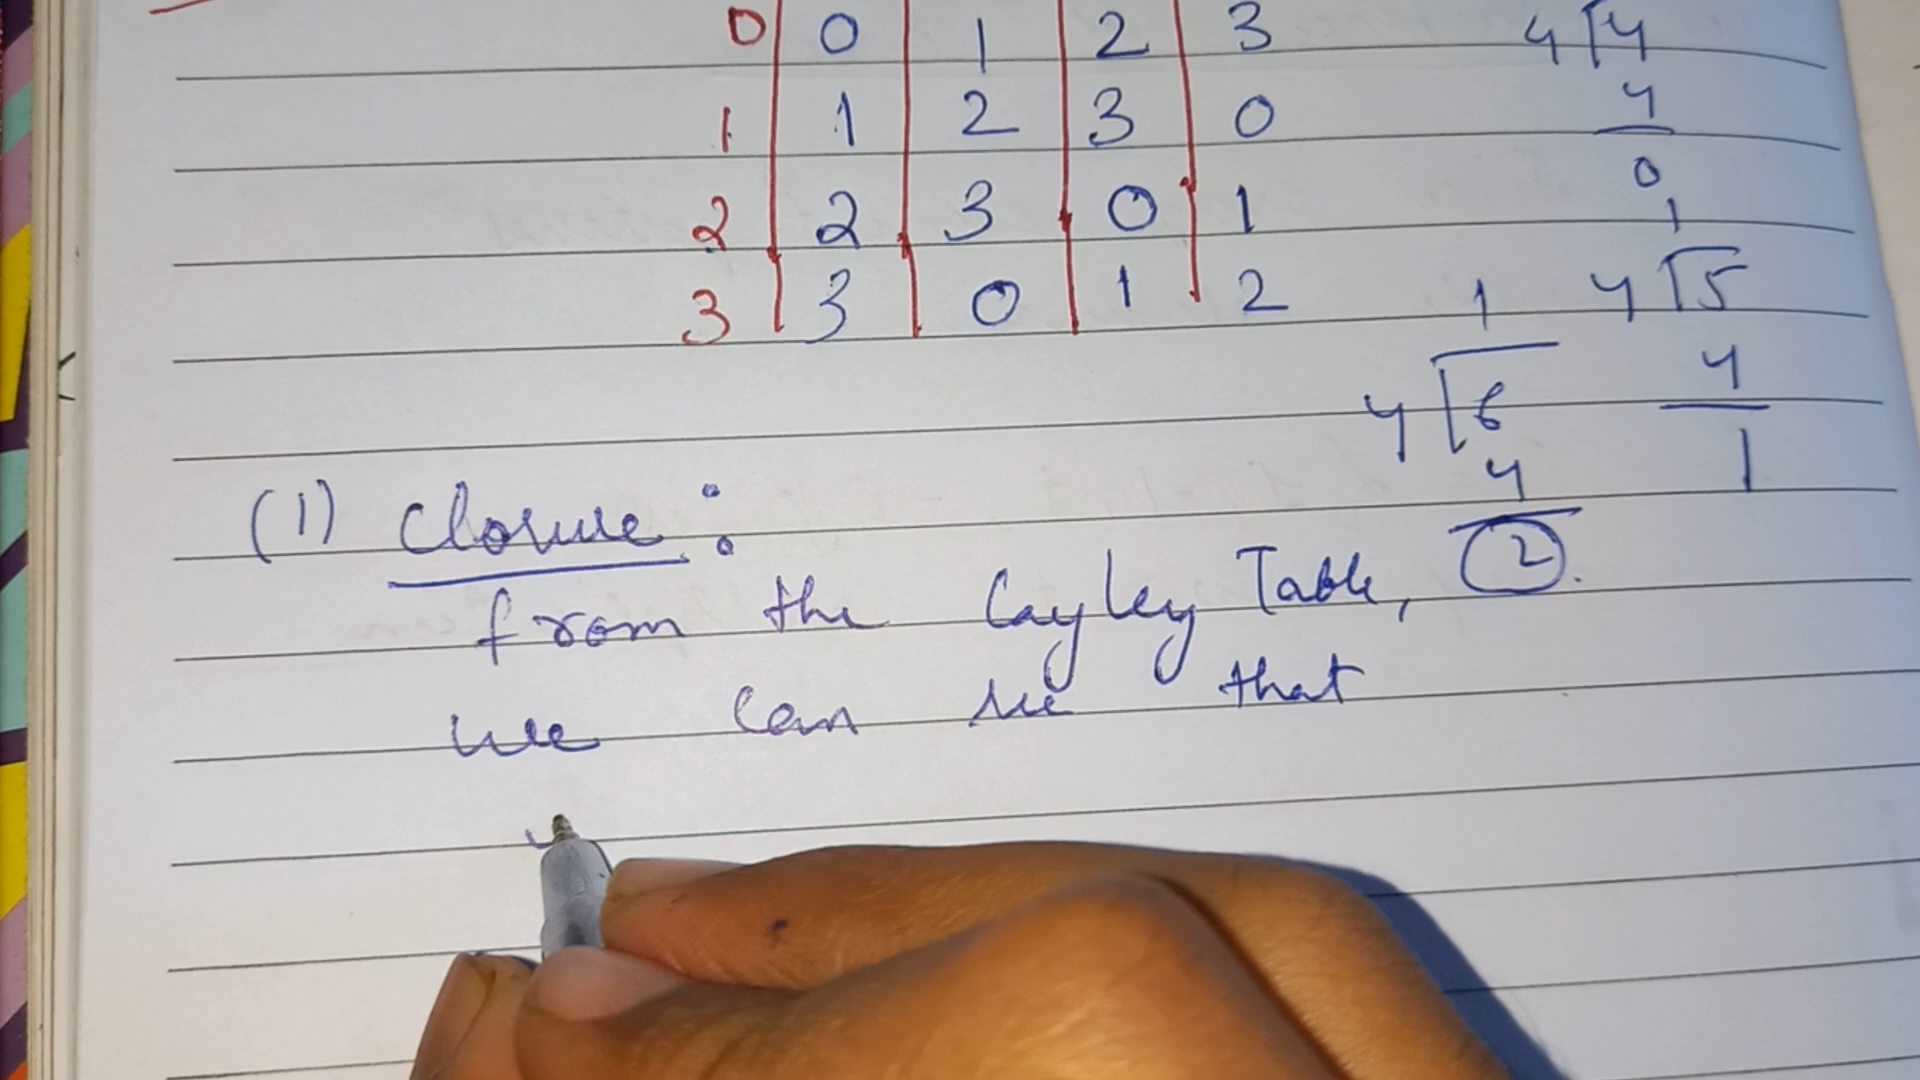 0 0 1 2 3
1 1 2 3 0
2 2 3 0 1
3 3 0 1 2
4 4
4
0
1
4 5
4
1
1
4 6
4
2
(1) Closure :
from the Cayley Table,
we can see that